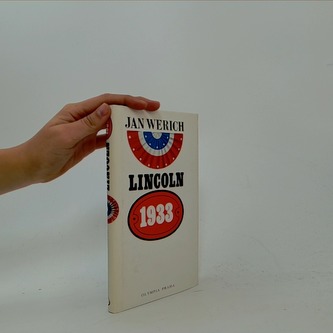 JAN WERICH
LINCOLN
1933
OLYMPIA PRAHA